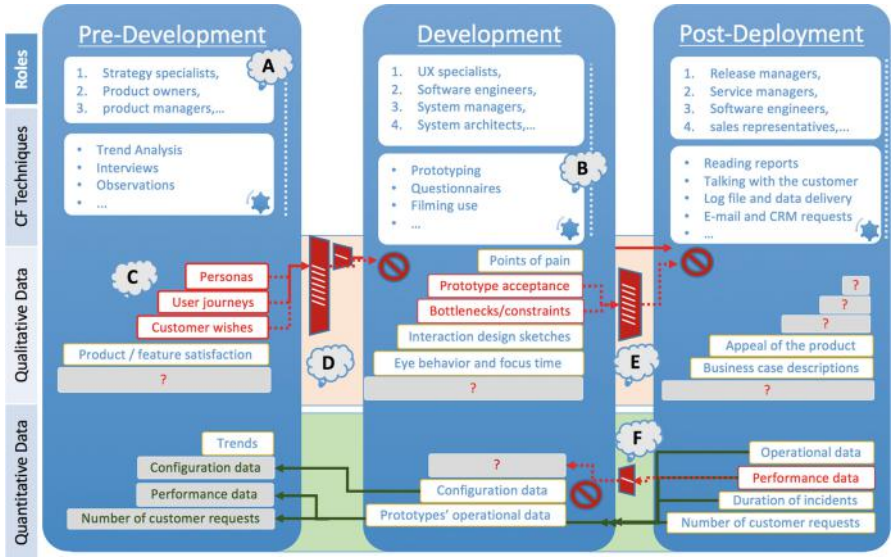 Pre-Development
Development
Post-Deployment
Roles
1. Strategy specialists,
2. Product owners,
3. product managers,...
A
1. UX specialists,
2. Software engineers,
3. System managers,
4. System architects,...
1. Release managers,
2. Service managers,
3. Software engineers,
4. sales representatives,...
CF Techniques
• Trend Analysis
• Interviews
• Observations
• ...
• Prototyping
• Questionnaires
• Filming use
• ...
B
• Reading reports
• Talking with the customer
• Log file and data delivery
• E-mail and CRM requests
• ...
Qualitative Data
C
Personas
User journeys
Customer wishes
Product / feature satisfaction
?
D
Points of pain
Prototype acceptance
Bottlenecks/constraints
Interaction design sketches
Eye behavior and focus time
?
E
?
?
?
Appeal of the product
Business case descriptions
?
Quantitative Data
Trends
Configuration data
Performance data
Number of customer requests
?
Configuration data
Prototypes' operational data
F
Operational data
Performance data
Duration of incidents
Number of customer requests